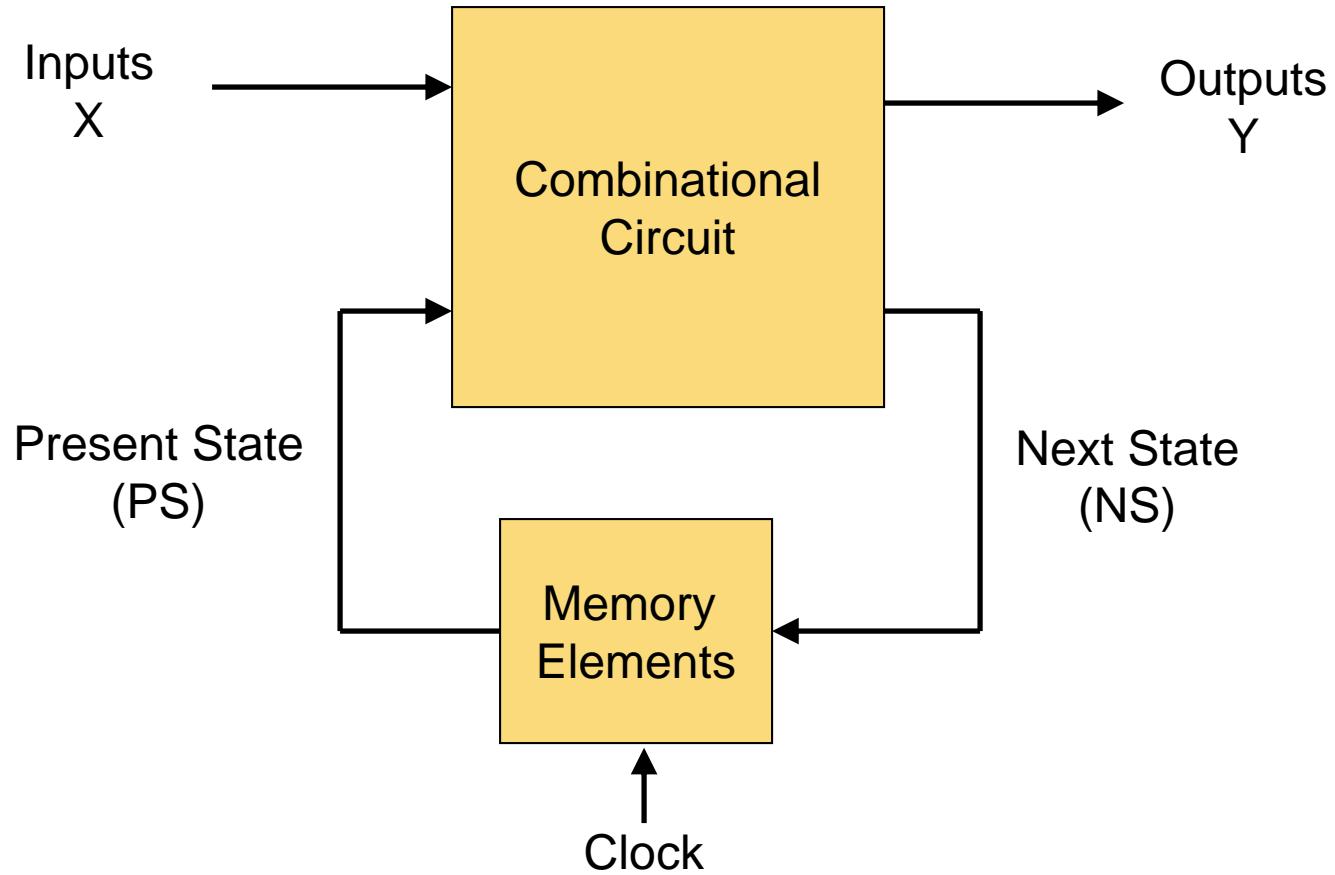 Inputs
X
Outputs
Y
Combinational
Circuit
Present State
(PS)
Next State
(NS)
Memory
Elements
Clock